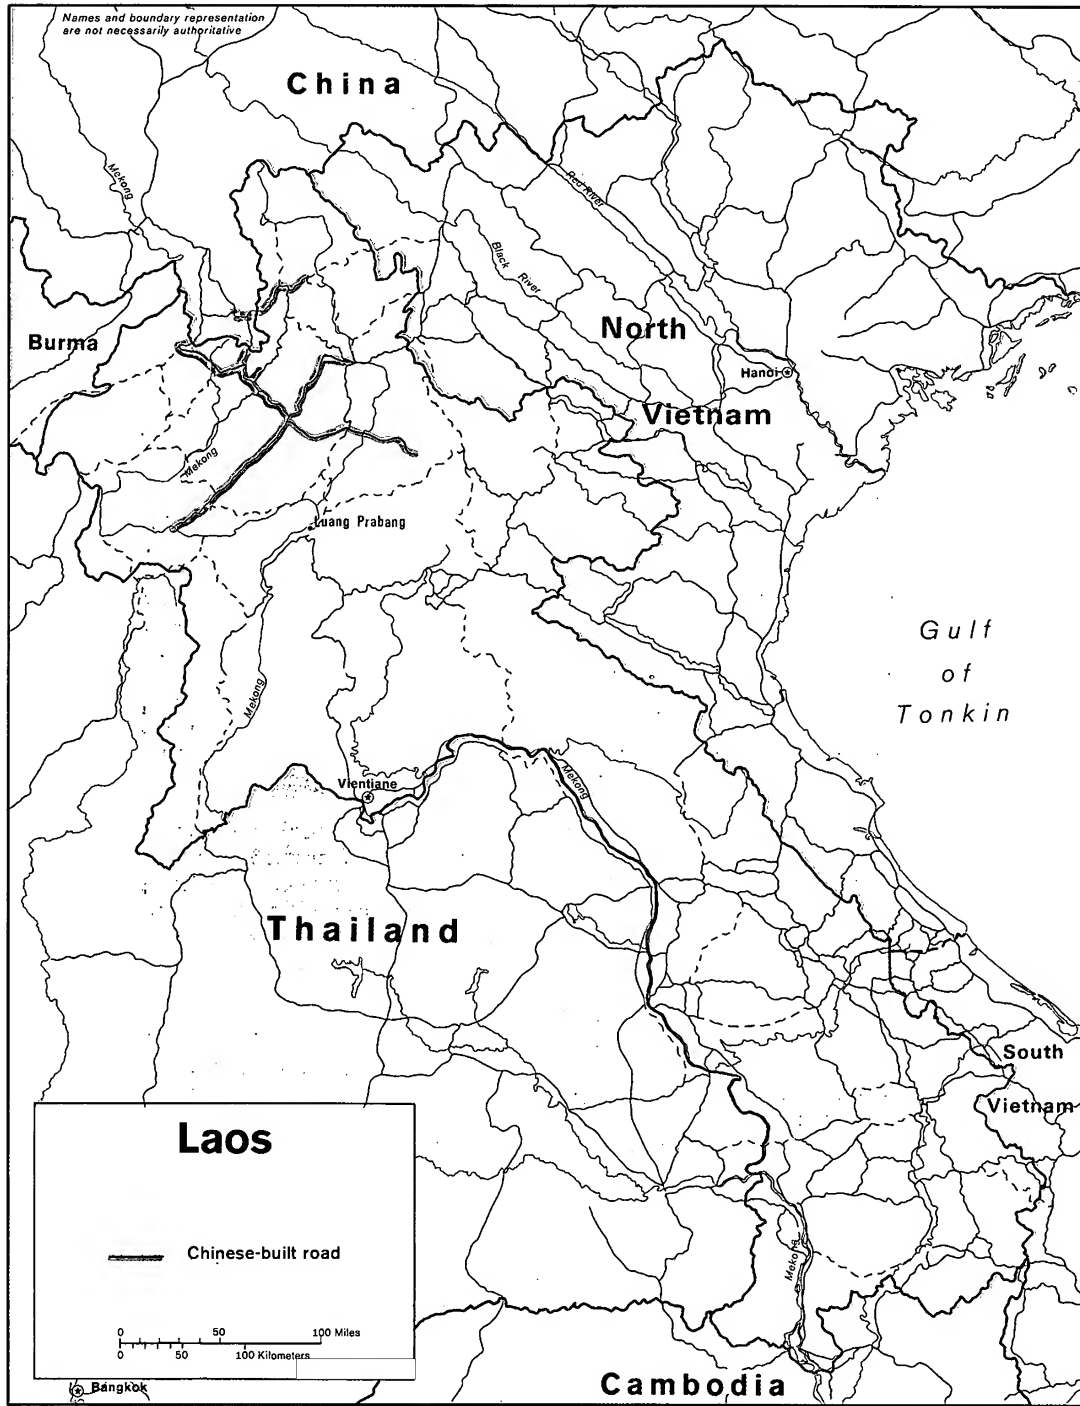 Names and boundary representation
are not necessarily authoritative
China
Mekong
Red River
Black River
Burma
North
Vietnam
Hanoi
Mekong
Luang Prabang
Gulf
of
Tonkin
Mekong
Vientiane
Mekong
Thailand
South
Vietnam
Laos
Chinese-built road
Mekong
0 50 100 Miles
0 50 100 Kilometers
Bangkok
Cambodia